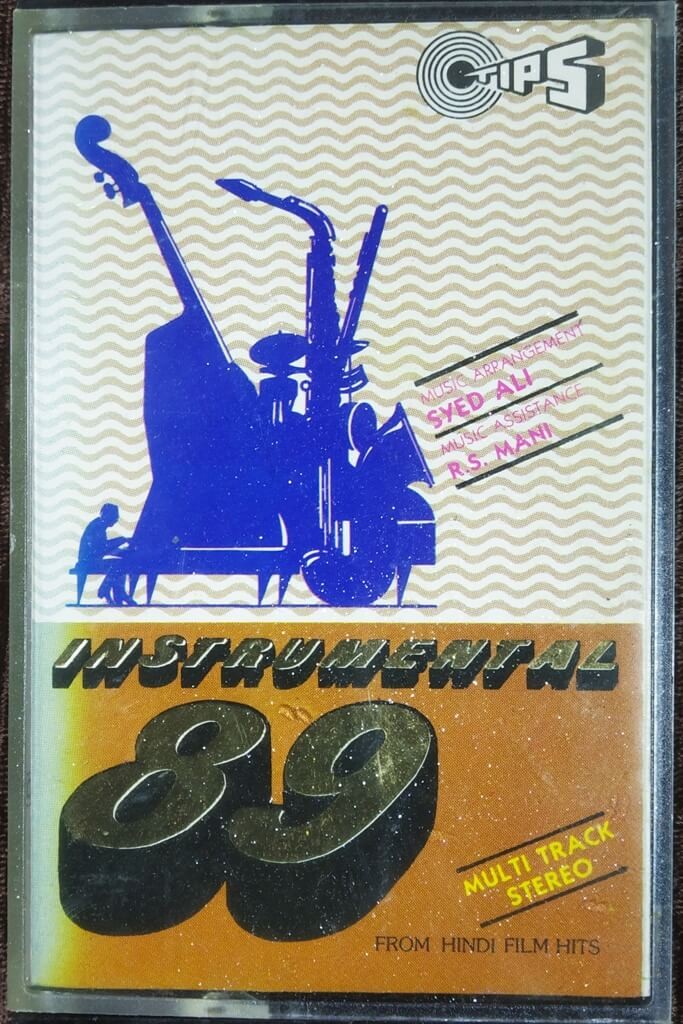 TIPS
MUSIC ARRANGEMENT
SYED ALI
MUSIC ASSISTANCE
R.S. MANI
INSTRUMENTAL
89
MULTI TRACK
STEREO
FROM HINDI FILM HITS